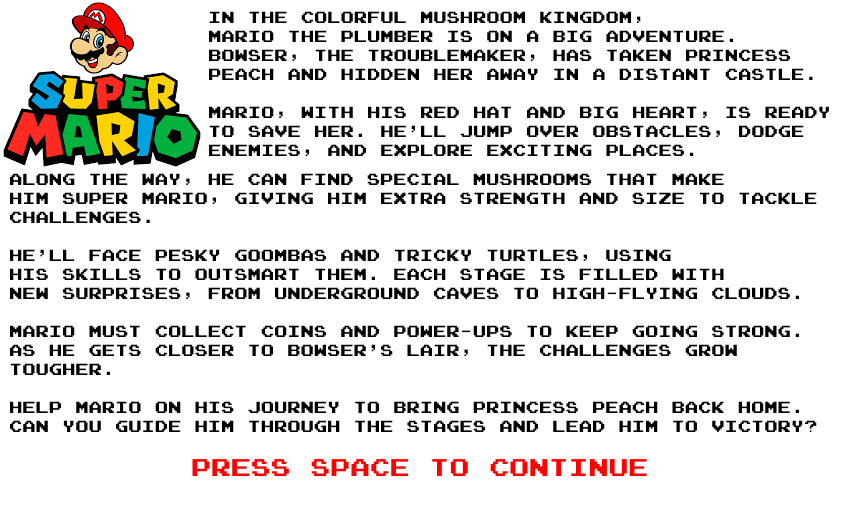 SUPER
MARIO
IN THE COLORFUL MUSHROOM KINGDOM,
MARIO THE PLUMBER IS ON A BIG ADVENTURE.
BOWSER, THE TROUBLEMAKER, HAS TAKEN PRINCESS
PEACH AND HIDDEN HER AWAY IN A DISTANT CASTLE.
MARIO, WITH HIS RED HAT AND BIG HEART, IS READY
TO SAVE HER. HE'LL JUMP OVER OBSTACLES, DODGE
ENEMIES, AND EXPLORE EXCITING PLACES.
ALONG THE WAY, HE CAN FIND SPECIAL MUSHROOMS THAT MAKE
HIM SUPER MARIO, GIVING HIM EXTRA STRENGTH AND SIZE TO TACKLE
CHALLENGES.
HE'LL FACE PESKY GOOMBAS AND TRICKY TURTLES, USING
HIS SKILLS TO OUTSMART THEM. EACH STAGE IS FILLED WITH
NEW SURPRISES, FROM UNDERGROUND CAVES TO HIGH-FLYING CLOUDS.
MARIO MUST COLLECT COINS AND POWER-UPS TO KEEP GOING STRONG.
AS HE GETS CLOSER TO BOWSER'S LAIR, THE CHALLENGES GROW
TOUGHER.
HELP MARIO ON HIS JOURNEY TO BRING PRINCESS PEACH BACK HOME.
CAN YOU GUIDE HIM THROUGH THE STAGES AND LEAD HIM TO VICTORY?
PRESS SPACE TO CONTINUE